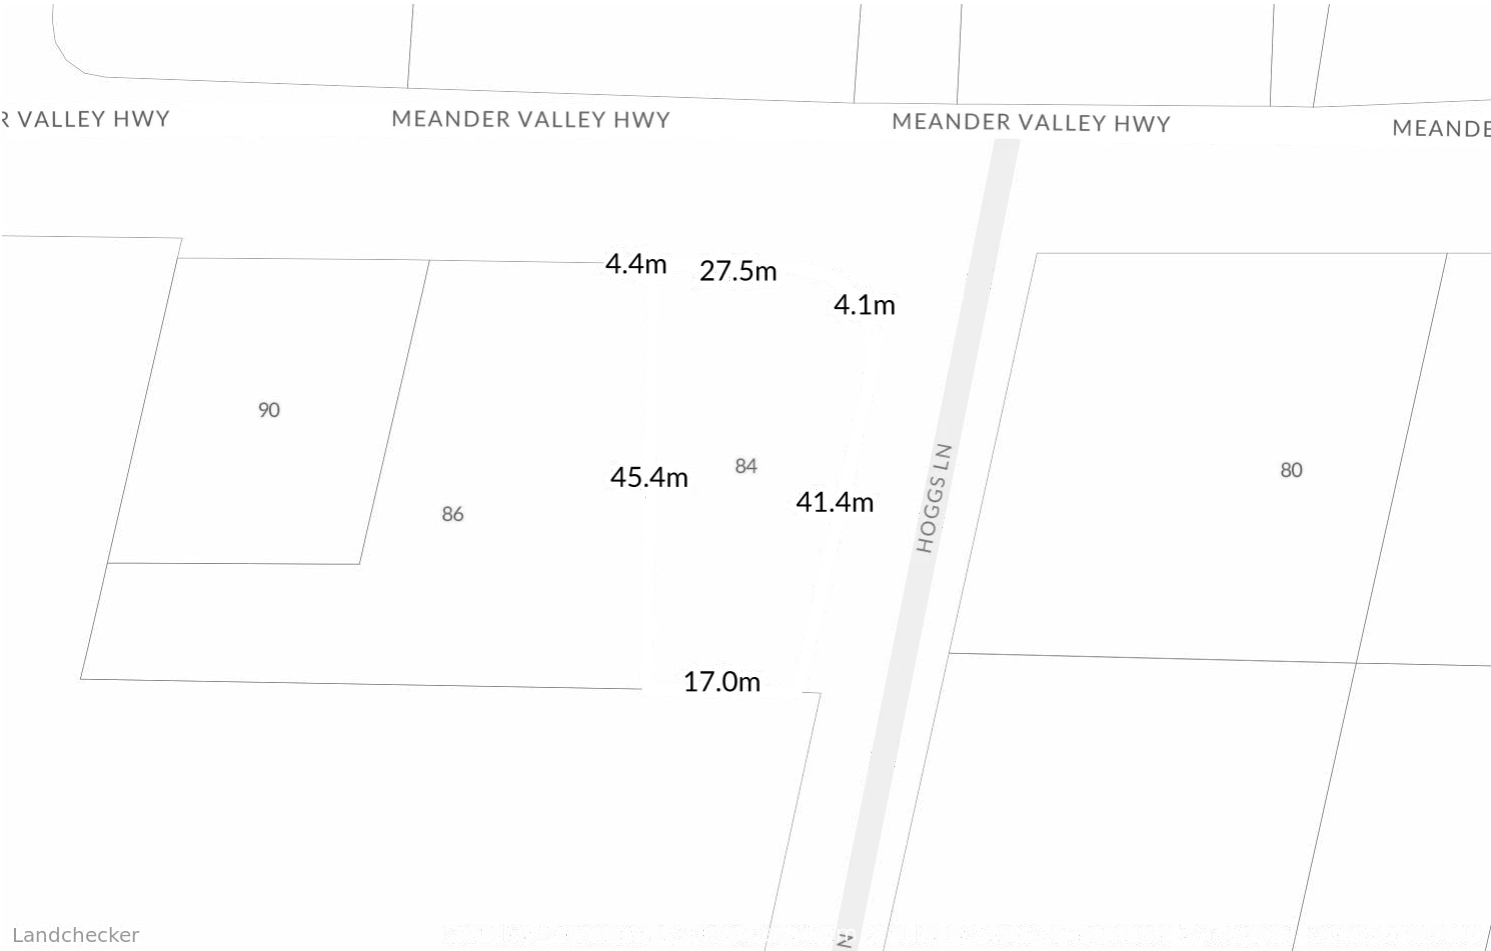 R VALLEY HWY
MEANDER VALLEY HWY
MEANDER VALLEY HWY
MEANDE
4.4m
27.5m
4.1m
90
84
80
45.4m
41.4m
86
HOGGS LN
17.0m
Landchecker
N